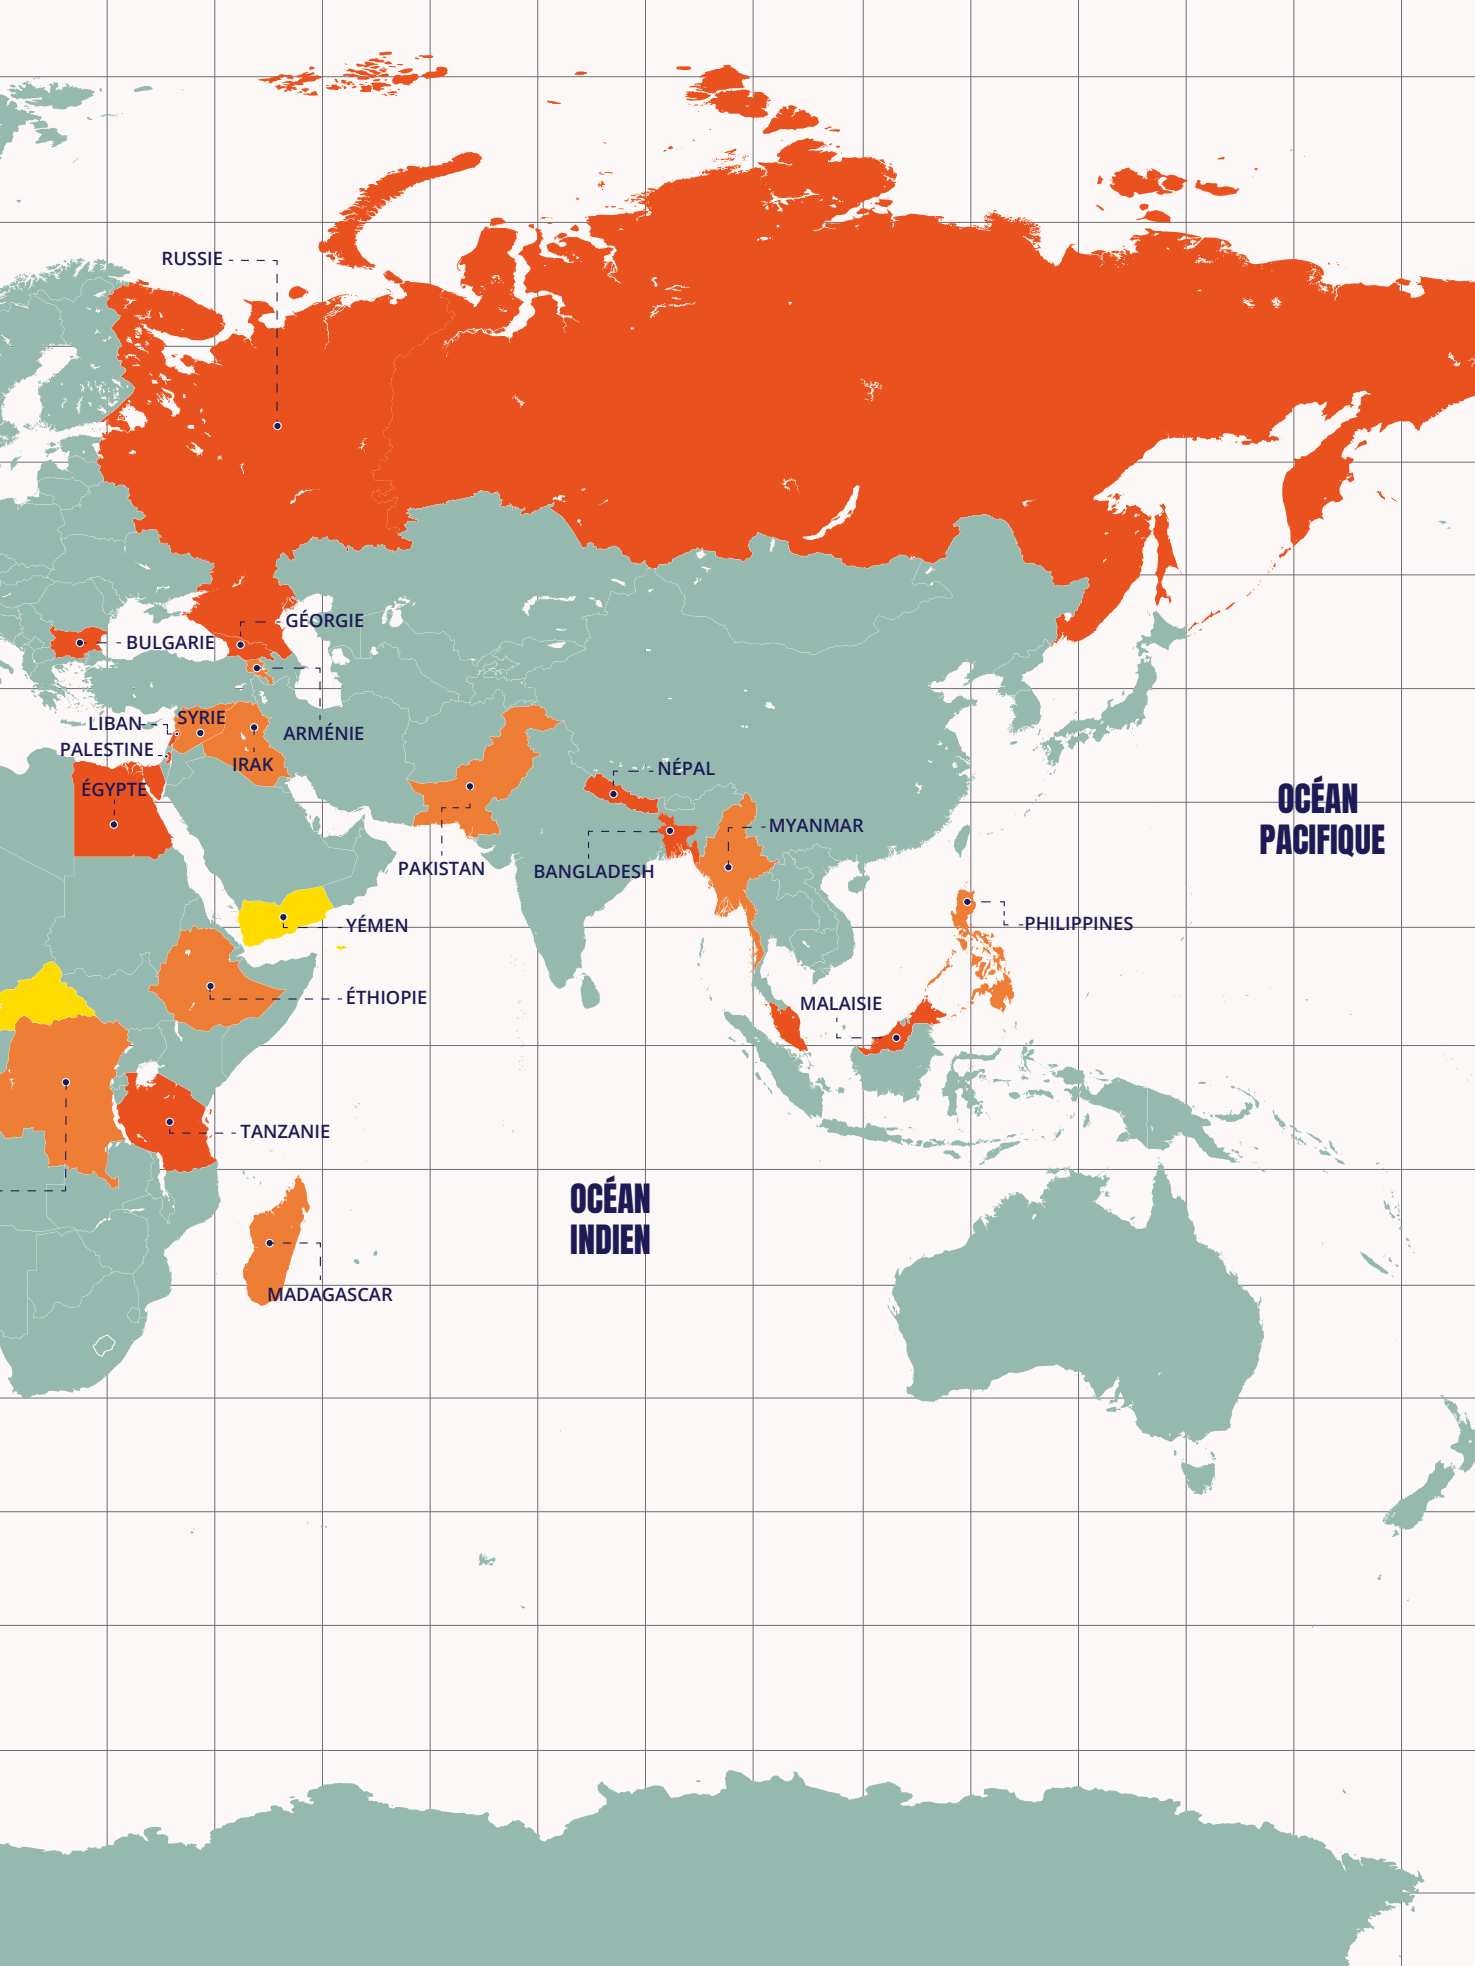 RUSSIE
GÉORGIE
BULGARIE
LIBAN
SYRIE
ARMÉNIE
PALESTINE
IRAK
NÉPAL
ÉGYPTE
OCÉAN
PACIFIQUE
MYANMAR
PAKISTAN
BANGLADESH
YÉMEN
PHILIPPINES
ÉTHIOPIE
MALAISIE
TANZANIE
OCÉAN
INDIEN
MADAGASCAR